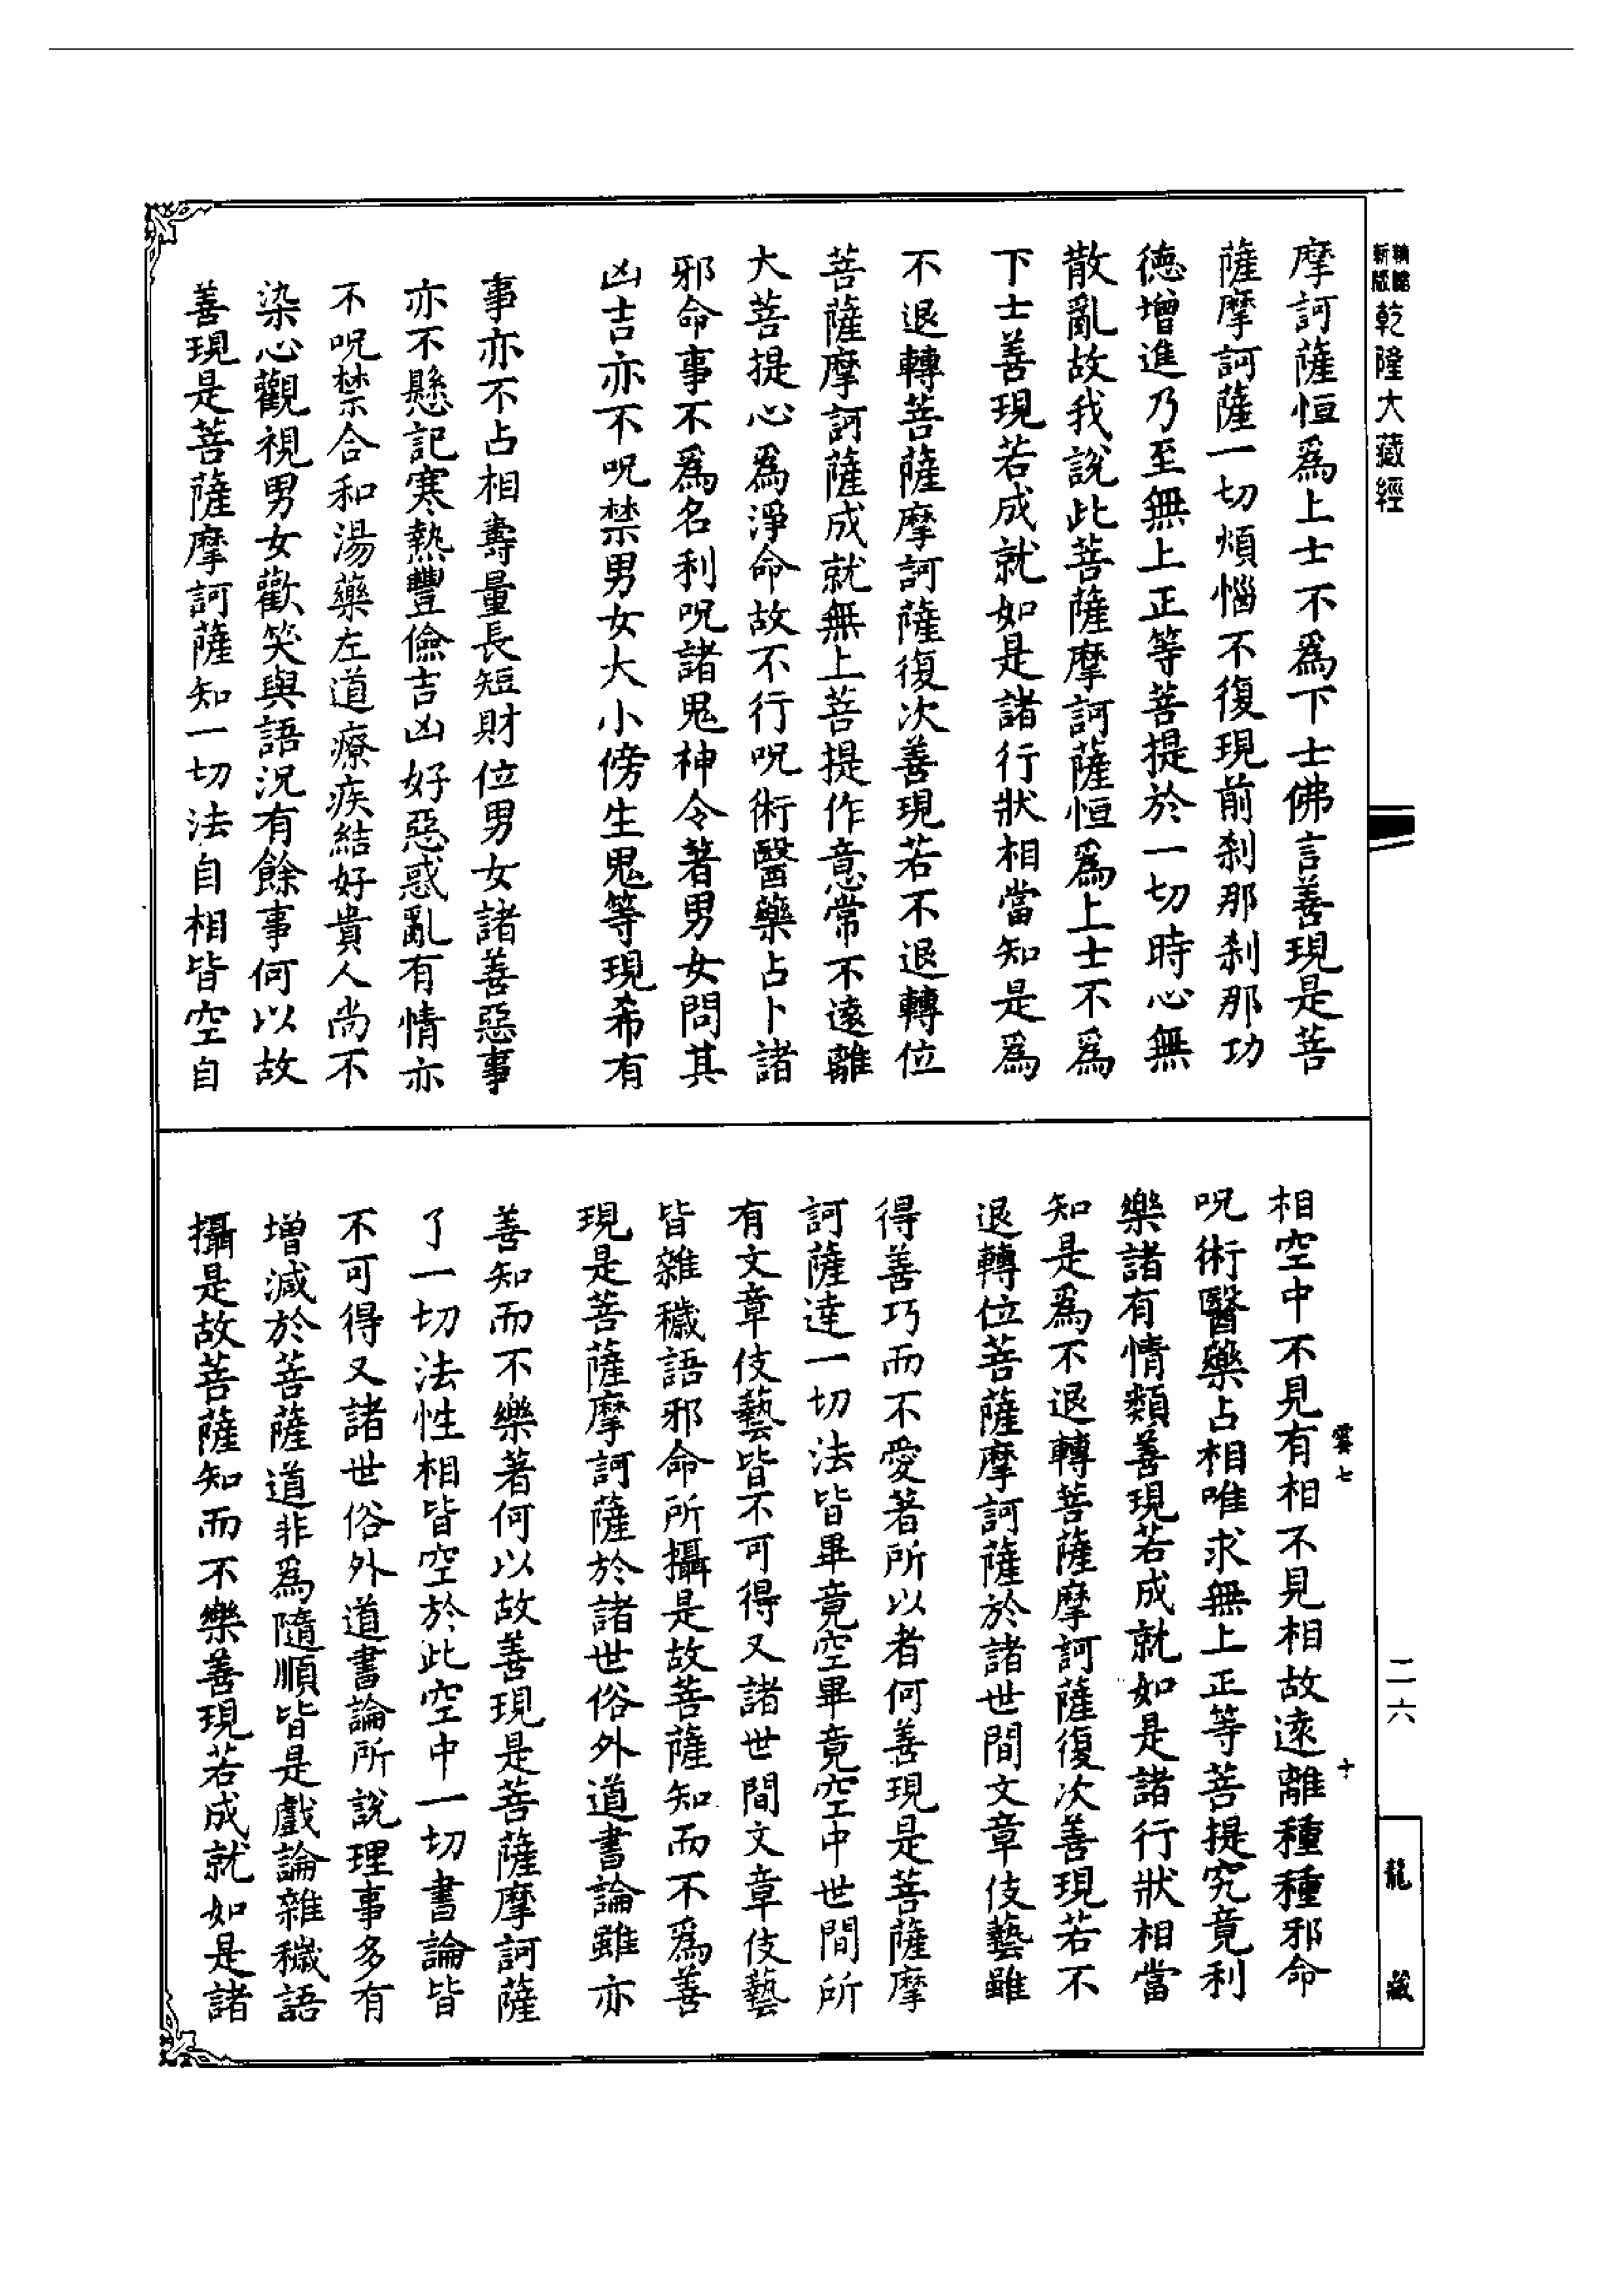 新版
精縮
乾隆大藏經
摩訶薩恒爲上士不爲下士佛言善現是菩
薩摩訶薩一切煩惱不復現前剎那剎那功
德增進乃至無上正等菩提於一切時心無
散亂故我說此菩薩摩訶薩恒爲上士不爲
下士善現若成就如是諸行狀相當知是爲
不退轉菩薩摩訶薩復次善現若不退轉位
菩薩摩訶薩成就無上菩提作意常不遠離
大菩提心爲淨命故不行呪術醫藥占卜諸
邪命事不爲名利呪諸鬼神令著男女問其
凶吉亦不呪禁男女大小傍生鬼等現希有
事亦不占相壽量長短財位男女諸善惡事
亦不懸記寒熱豐儉吉凶好惡惑亂有情亦
不呪禁合和湯藥左道療疾結好貴人尚不
染心觀視男女歡笑與語況有餘事何以故
善現是菩薩摩訶薩知一切法自相皆空自
相空中不見有相不見相故遠離種種邪命
呪術醫藥占相唯求無上正等菩提究竟利
樂諸有情類善現若成就如是諸行狀相當
知是爲不退轉菩薩摩訶薩復次善現若不
退轉位菩薩摩訶薩於諸世間文章伎藝雖
得善巧而不愛著所以者何善現是菩薩摩
訶薩達一切法皆畢竟空畢竟空中世間所
有文章伎藝皆不可得又諸世間文章伎藝
皆雜穢語邪命所攝是故菩薩知而不爲善
現是菩薩摩訶薩於諸世俗外道書論雖亦
善知而不樂著何以故善現是菩薩摩訶薩
了一切法性相皆空於此空中一切書論皆
不可得又諸世俗外道書論所說理事多有
增減於菩薩道非爲隨順皆是戲論雜穢語
攝是故菩薩知而不樂善現若成就如是諸
七
十
二六
龍藏